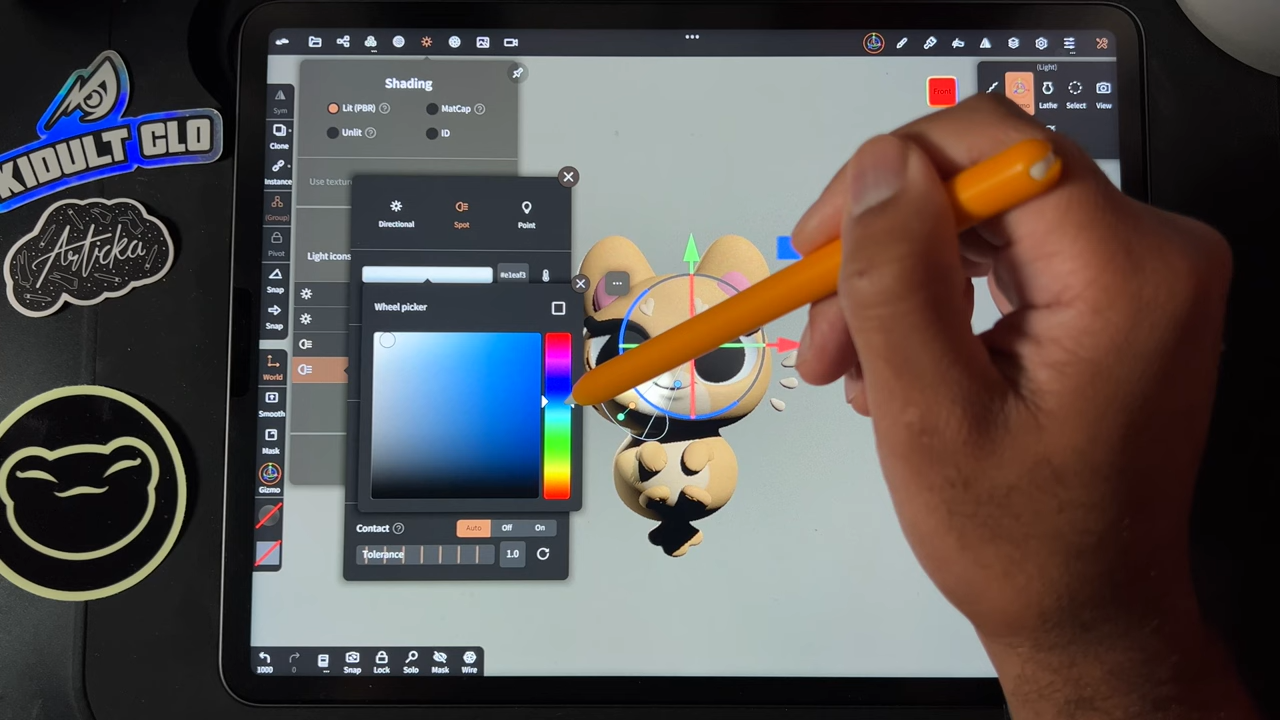 KIDULT CLO
Articka
Shading
Lit (PBR) ?
MatCap ?
Unlit ?
ID
Light icons
Directional
Spot
Point
#e1eaf3
Wheel picker
Contact ?
Auto
Off
On
Tolerance
1.0
Sym
Clone
Instance
(Group)
Pivot
Snap
Snap
World
Smooth
Mask
Gizmo
Front
(Light)
Lathe
Select
View
1000
0
Snap
Lock
Solo
Mask
Wire